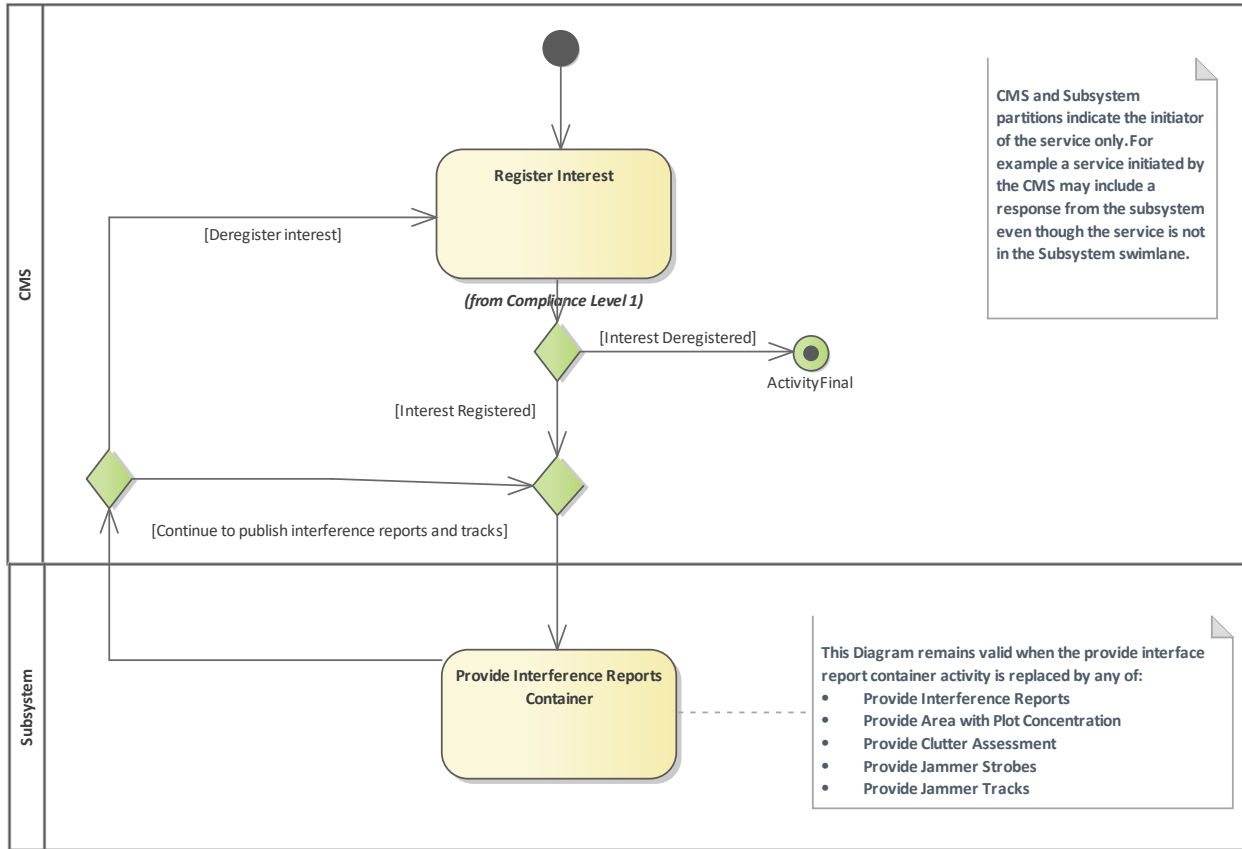 CMS
Register Interest
CMS and Subsystem
partitions indicate the initiator
of the service only.For
example a service initiated by
the CMS may include a
response from the subsystem
even though the service is not
in the Subsystem swimlane.
[Deregister interest]
(from Compliance Level 1)
[Interest Deregistered]
ActivityFinal
[Interest Registered]
[Continue to publish interference reports and tracks]
Subsystem
Provide Interference Reports
Container
This Diagram remains valid when the provide interface
report container activity is replaced by any of:
• Provide Interference Reports
• Provide Area with Plot Concentration
• Provide Clutter Assessment
• Provide Jammer Strobes
• Provide Jammer Tracks